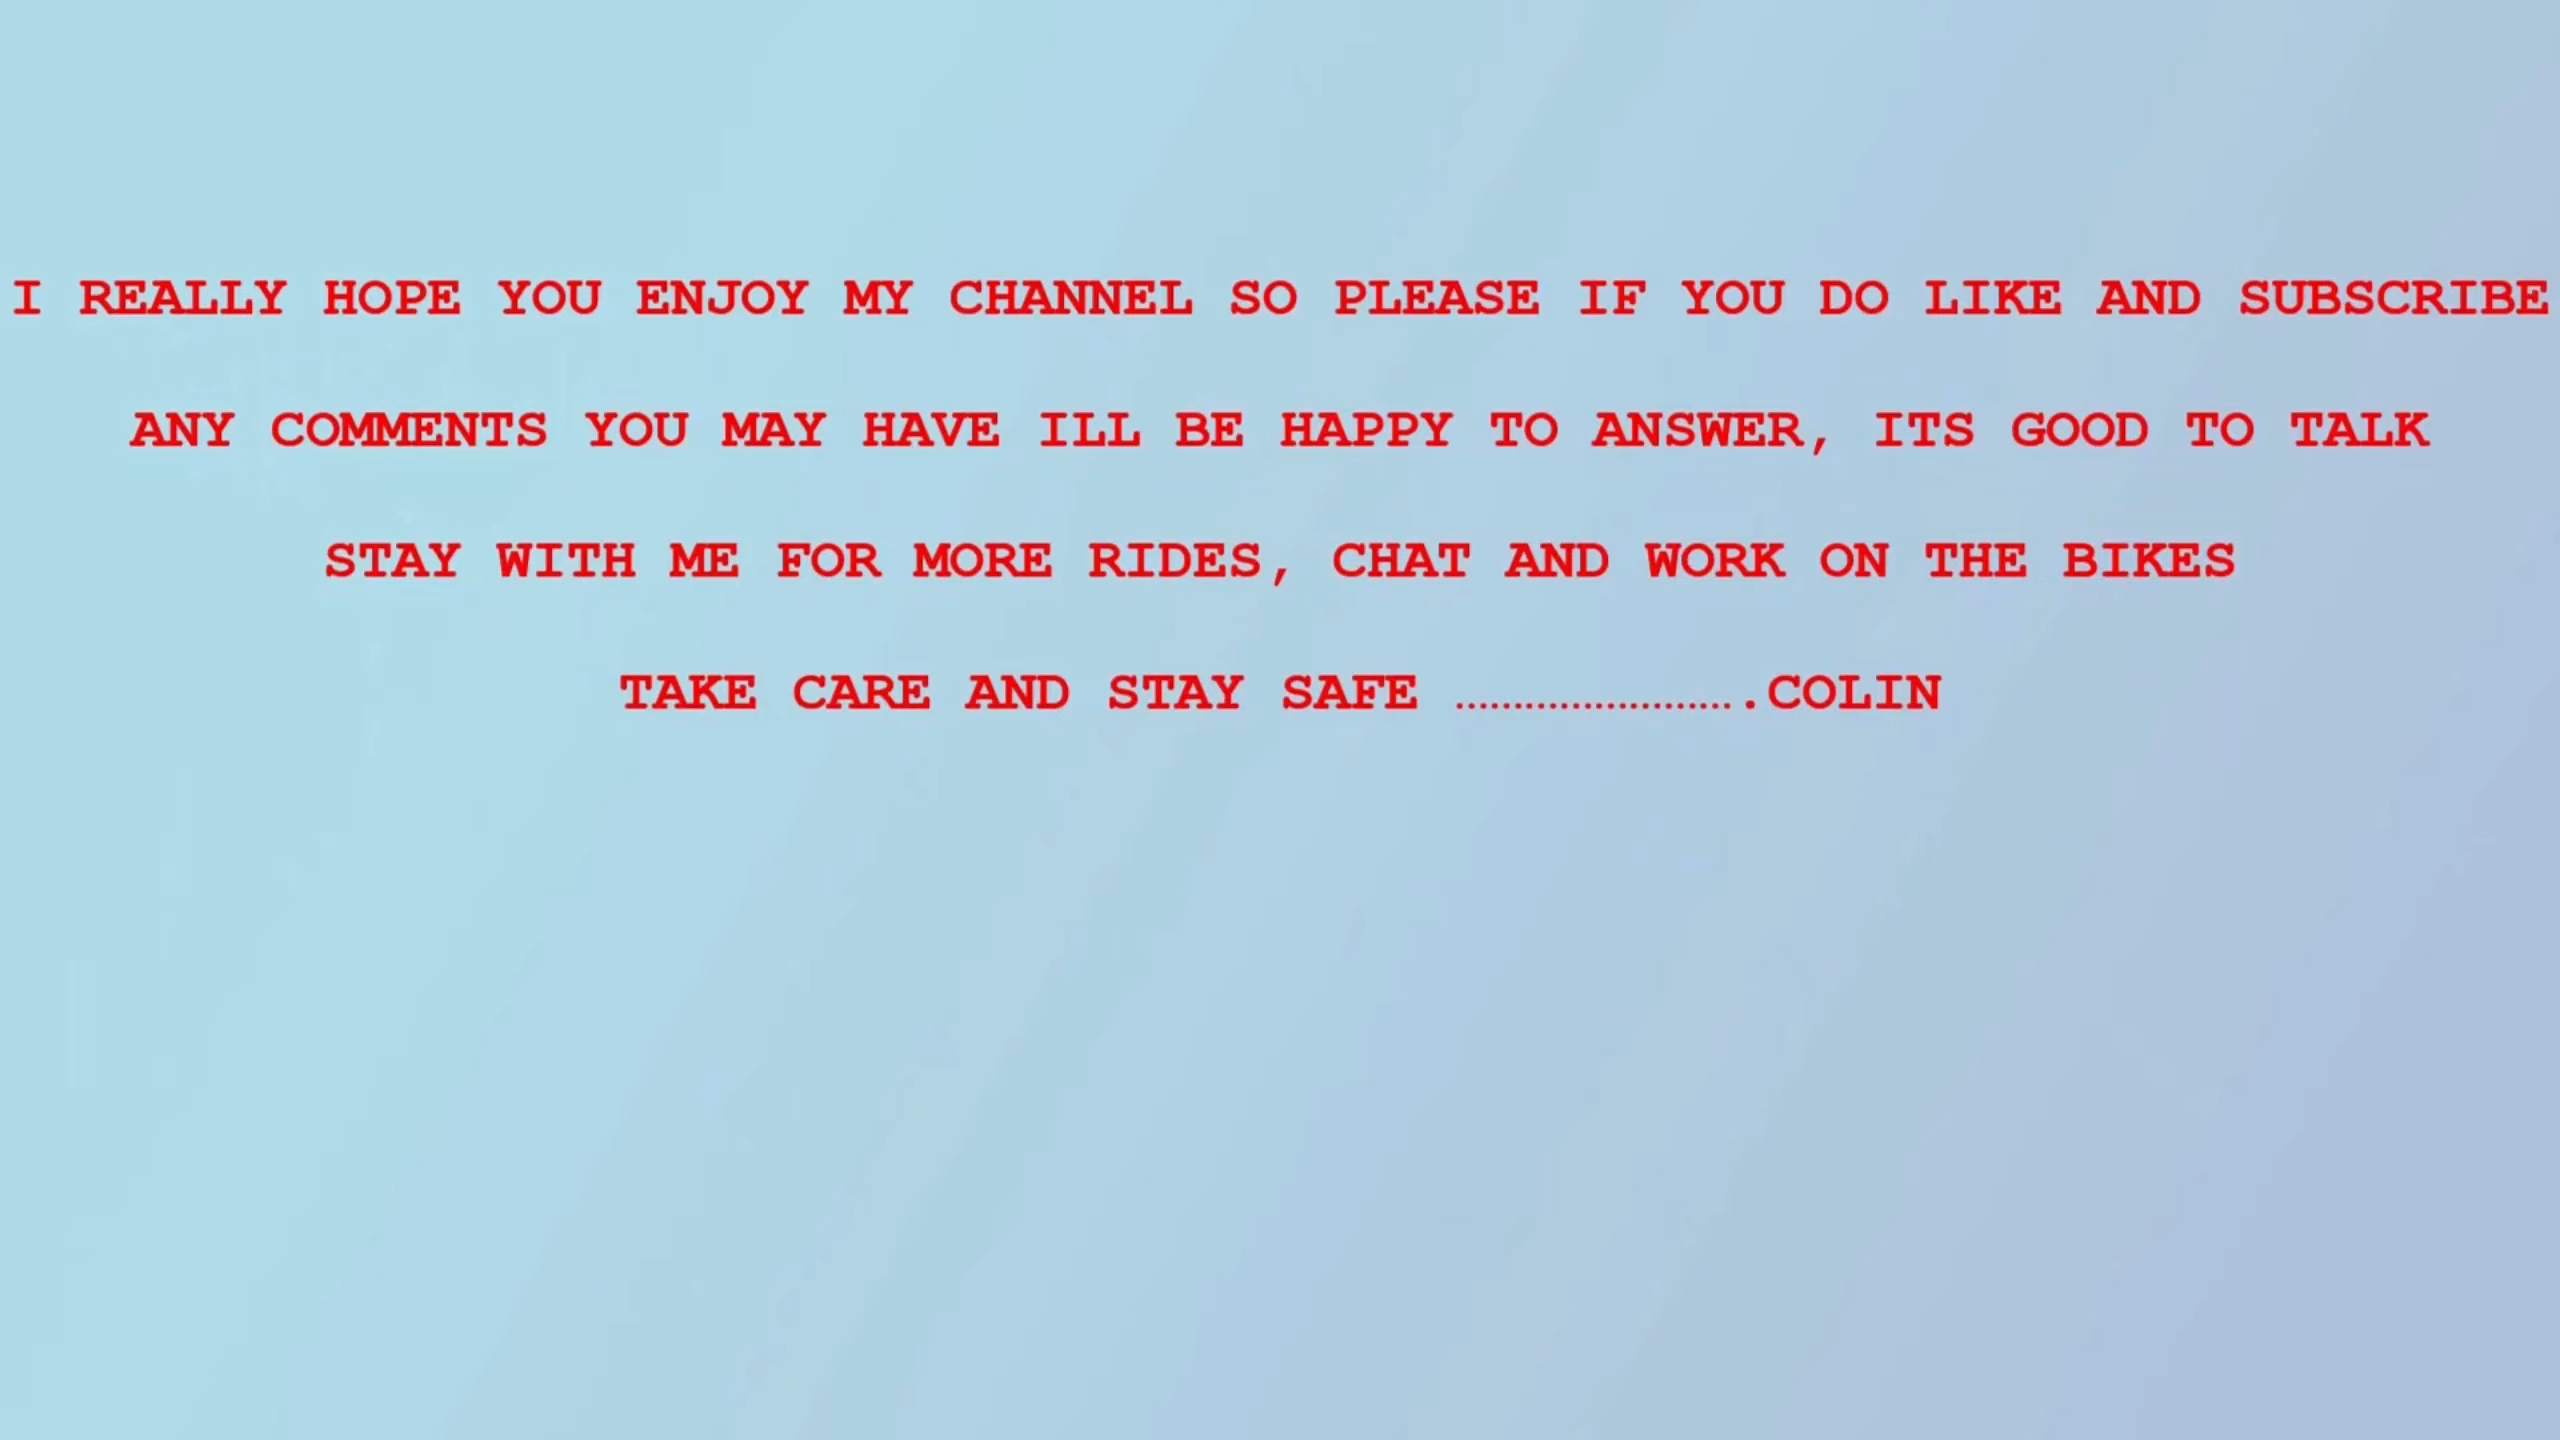 I REALLY HOPE YOU ENJOY MY CHANNEL SO PLEASE IF YOU DO LIKE AND SUBSCRIBE
ANY COMMENTS YOU MAY HAVE ILL BE HAPPY TO ANSWER, ITS GOOD TO TALK
STAY WITH ME FOR MORE RIDES, CHAT AND WORK ON THE BIKES
TAKE CARE AND STAY SAFE ……………………….COLIN